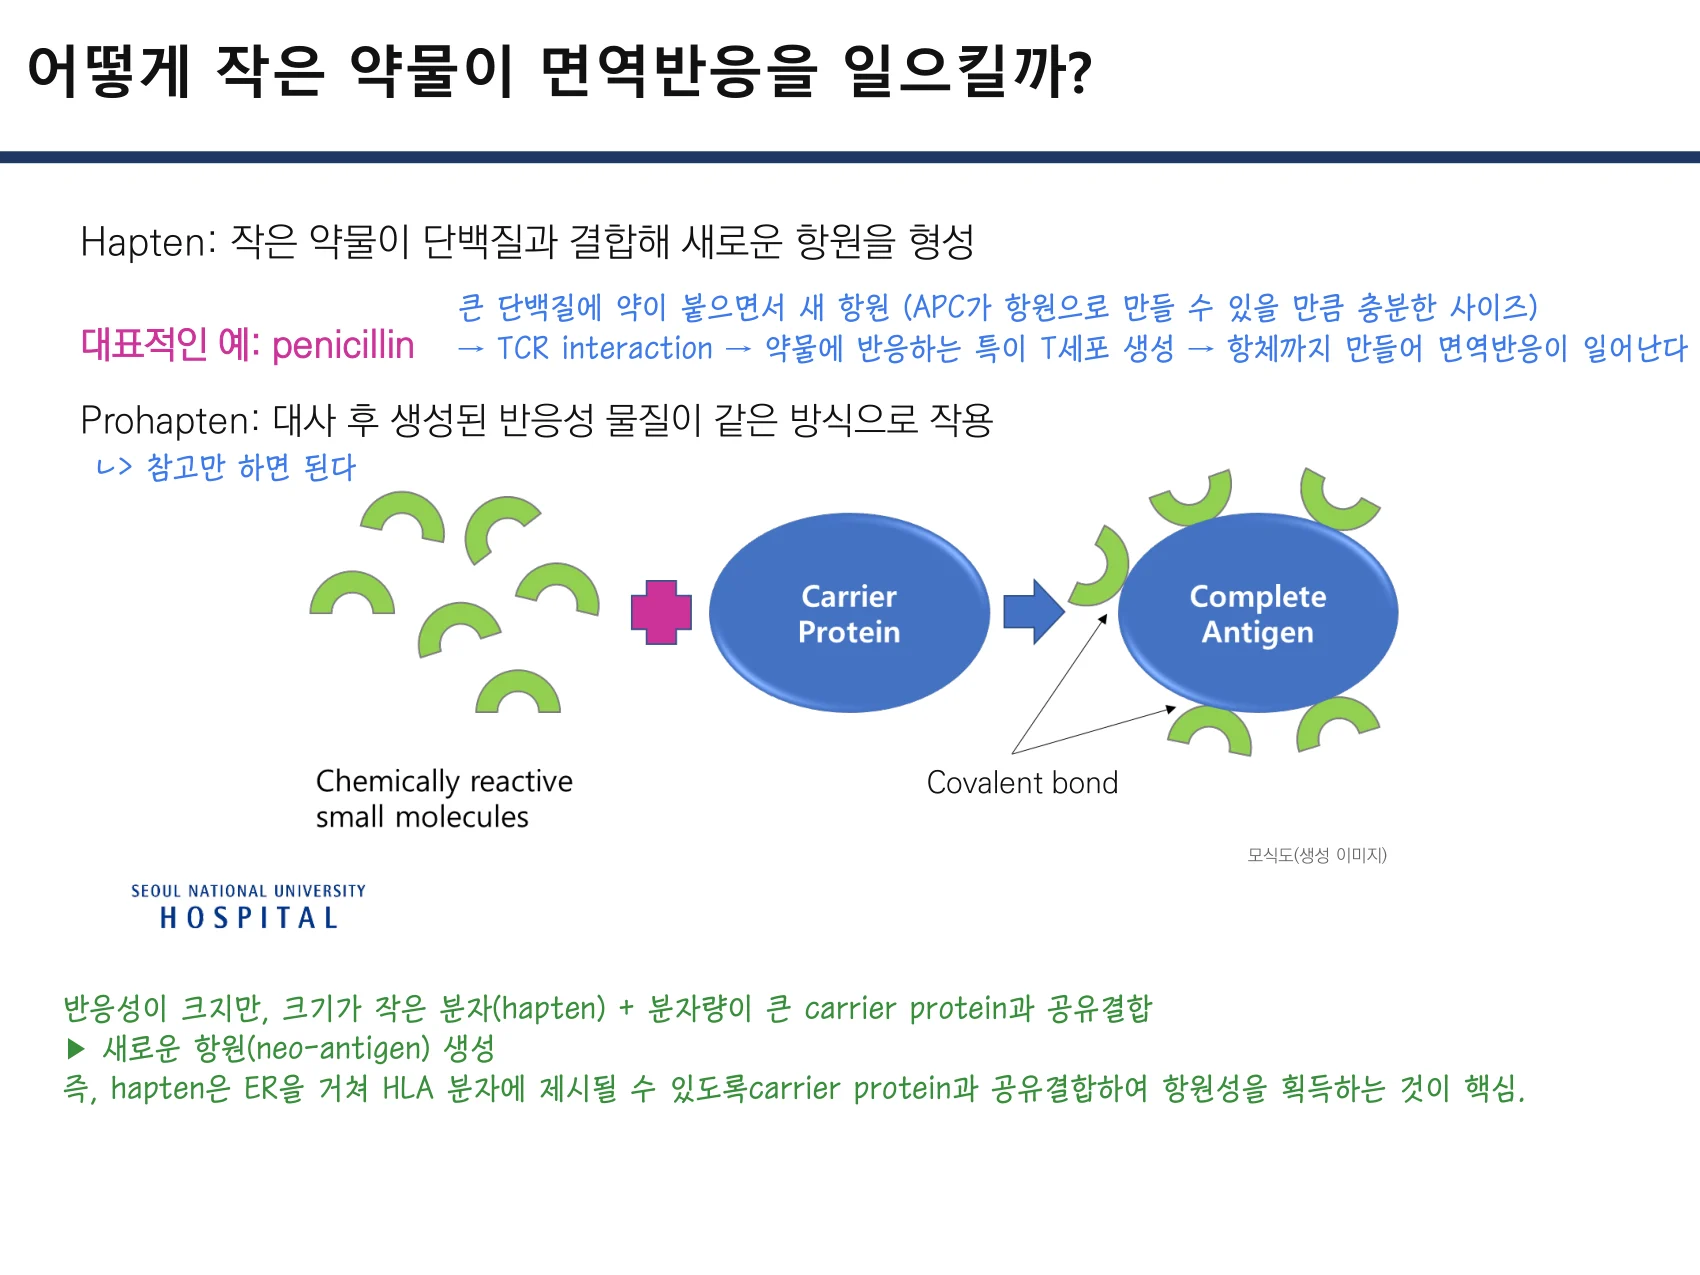 어떻게 작은 약물이 면역반응을 일으킬까?
Hapten: 작은 약물이 단백질과 결합해 새로운 항원을 형성
큰 단백질에 약이 붙으면서 새 항원 (APC가 항원으로 만들 수 있을 만큼 충분한 사이즈)
대표적인 예: penicillin
→ TCR interaction → 약물에 반응하는 특이 T세포 생성 → 항체까지 만들어 면역반응이 일어난다
Prohapten: 대사 후 생성된 반응성 물질이 같은 방식으로 작용
ㄴ> 참고만 하면 된다
Carrier
Protein
Complete
Antigen
Chemically reactive
small molecules
Covalent bond
모식도(생성 이미지)
SEOUL NATIONAL UNIVERSITY
HOSPITAL
반응성이 크지만, 크기가 작은 분자(hapten) + 분자량이 큰 carrier protein과 공유결합
▶ 새로운 항원(neo-antigen) 생성
즉, hapten은 ER을 거쳐 HLA 분자에 제시될 수 있도록carrier protein과 공유결합하여 항원성을 획득하는 것이 핵심.